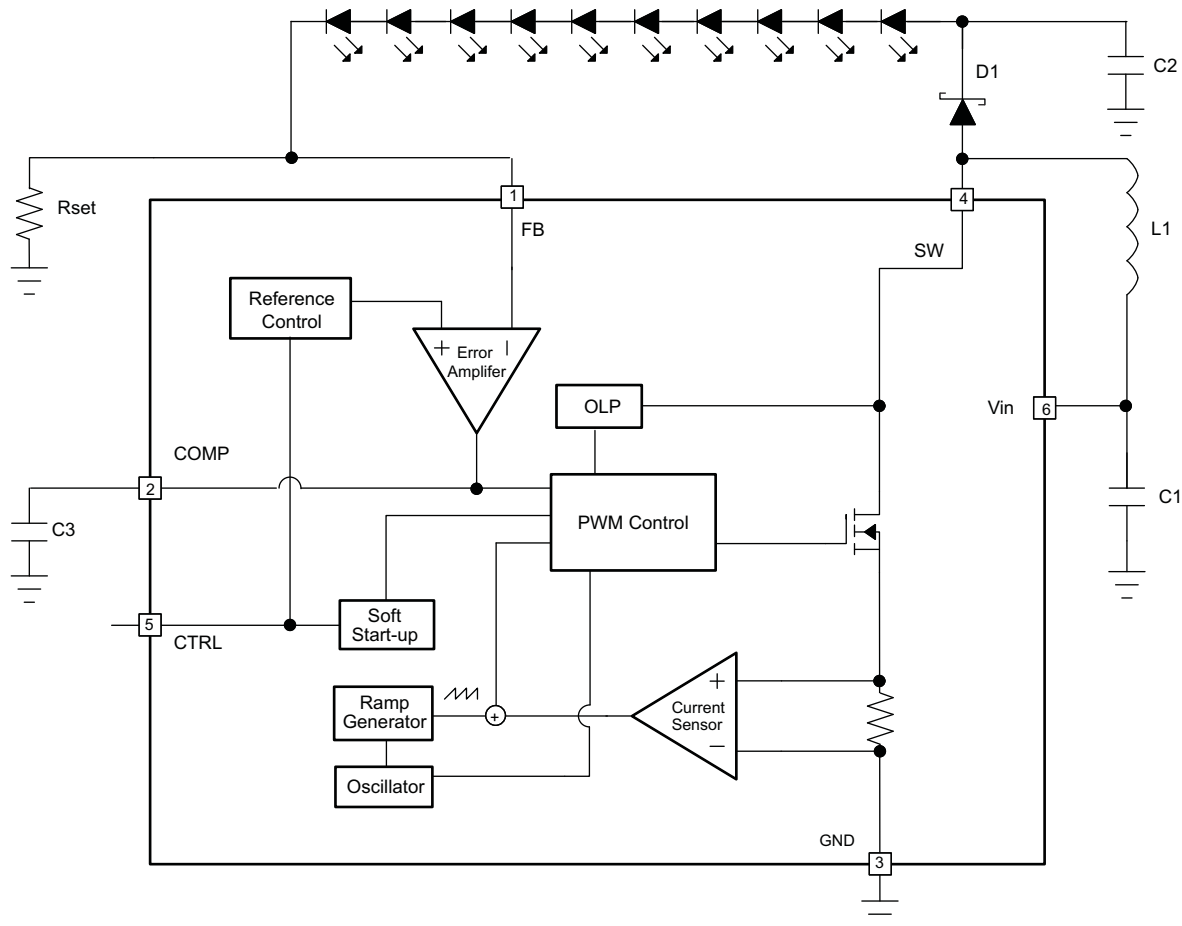 D1
C2
Rset
1
4
FB
SW
L1
Reference
Control
+
Error
Amplifer
OLP
Vin
6
COMP
2
PWM Control
C1
C3
Soft
Start-up
5
CTRL
Ramp
Generator
+
+
Current
Sensor
−
Oscillator
GND
3